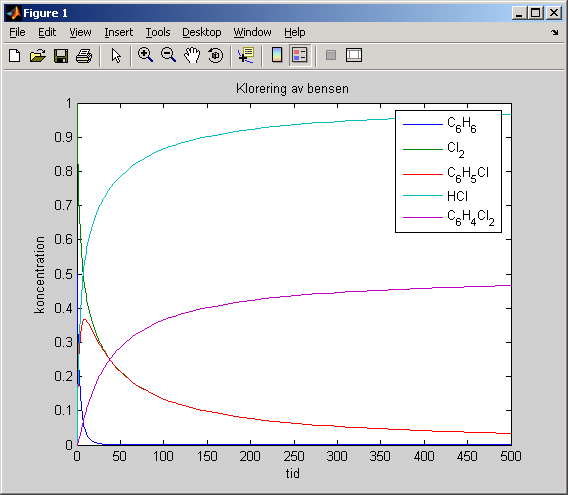 Figure 1
File Edit View Insert Tools Desktop Window Help
Klorering av bensen
1
0.9
0.8
0.7
0.6
0.5
0.4
0.3
0.2
0.1
0
koncentration
C6H6
Cl2
C6H5Cl
HCl
C6H4Cl2
0 50 100 150 200 250 300 350 400 450 500
tid